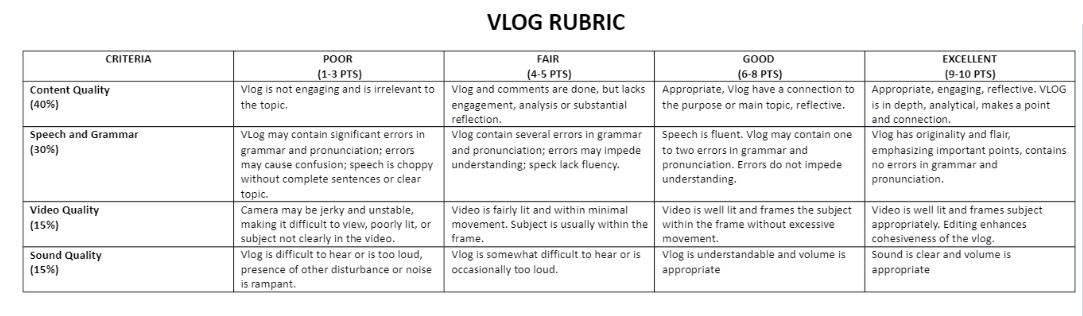 VLOG RUBRIC
CRITERIA
POOR
(1-3 PTS)
FAIR
(4-5 PTS)
GOOD
(6-8 PTS)
EXCELLENT
(9-10 PTS)
Content Quality
(40%)
Vlog is not engaging and is irrelevant to
the topic.
Vlog and comments are done, but lacks
engagement, analysis or substantial
reflection.
Appropriate, Vlog have a connection to
the purpose or main topic, reflective.
Appropriate, engaging, reflective. VLOG
is in depth, analytical, makes a point
and connection.
Speech and Grammar
(30%)
VLog may contain significant errors in
grammar and pronunciation; errors
may cause confusion; speech is choppy
without complete sentences or clear
topic.
Vlog contain several errors in grammar
and pronunciation; errors may impede
understanding; speck lack fluency.
Speech is fluent. Vlog may contain one
to two errors in grammar and
pronunciation. Errors do not impede
understanding.
Vlog has originality and flair,
emphasizing important points, contains
no errors in grammar and
pronunciation.
Video Quality
(15%)
Camera may be jerky and unstable,
making it difficult to view, poorly lit, or
subject not clearly in the video.
Video is fairly lit and within minimal
movement. Subject is usually within the
frame.
Video is well lit and frames the subject
within the frame without excessive
movement.
Video is well lit and frames subject
appropriately. Editing enhances
cohesiveness of the vlog.
Sound Quality
(15%)
Vlog is difficult to hear or is too loud,
presence of other disturbance or noise
is rampant.
Vlog is somewhat difficult to hear or is
occasionally too loud.
Vlog is understandable and volume is
appropriate
Sound is clear and volume is
appropriate